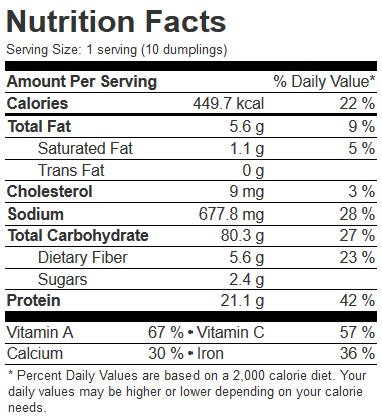 Nutrition Facts
Serving Size: 1 serving (10 dumplings)
Amount Per Serving % Daily Value*
Calories 449.7 kcal 22 %
Total Fat 5.6 g 9 %
Saturated Fat 1.1 g 5 %
Trans Fat 0 g
Cholesterol 9 mg 3 %
Sodium 677.8 mg 28 %
Total Carbohydrate 80.3 g 27 %
Dietary Fiber 5.6 g 23 %
Sugars 2.4 g
Protein 21.1 g 42 %
Vitamin A 67 % • Vitamin C 57 %
Calcium 30 % • Iron 36 %
* Percent Daily Values are based on a 2,000 calorie diet. Your
daily values may be higher or lower depending on your calorie
needs.